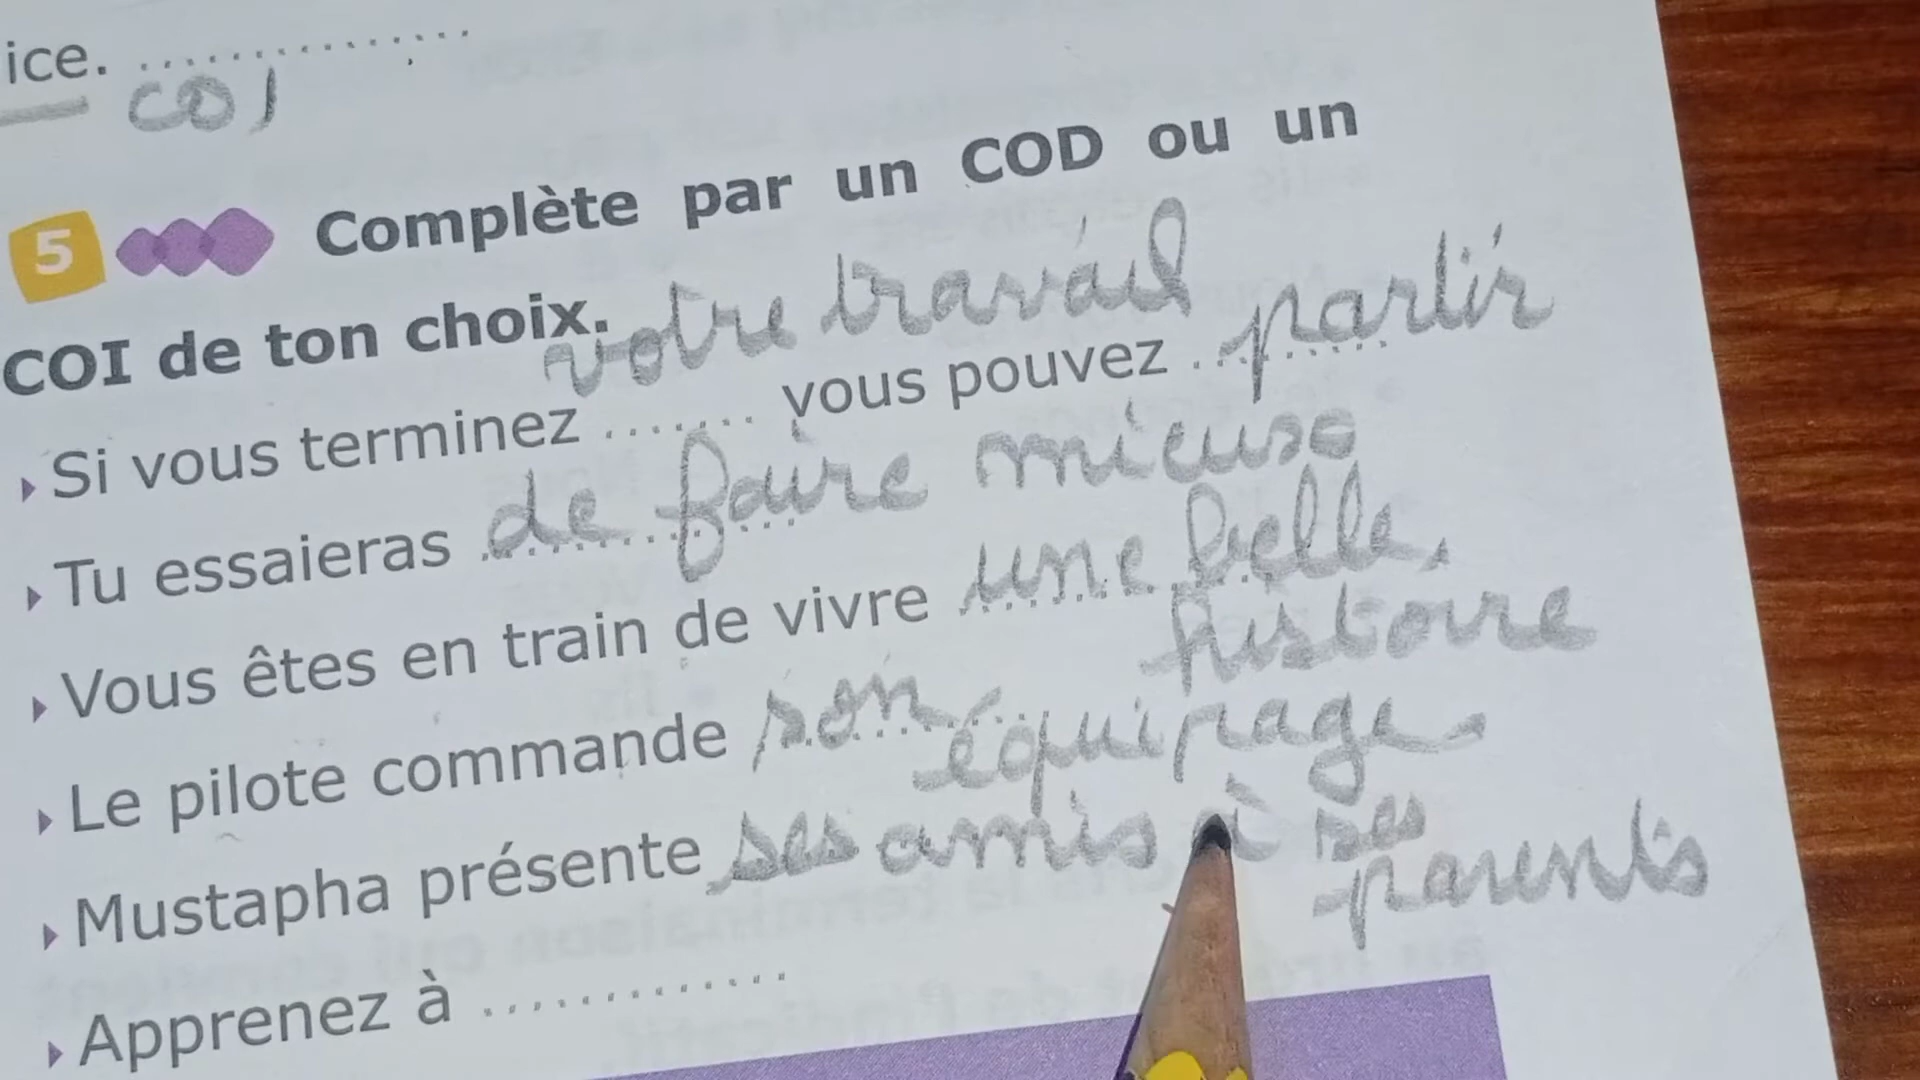 ice. ................
COI
5 Complète par un COD ou un
COI de ton choix.
votre travail partir
▸ Si vous terminez ....... vous pouvez ..........
de faire mieuse
▸ Tu essaieras ..............
une belle
▸ Vous êtes en train de vivre ..............
histoire
▸ Le pilote commande son équipage
▸ Mustapha présente ses amis à ses
parents
▸ Apprenez à ..............